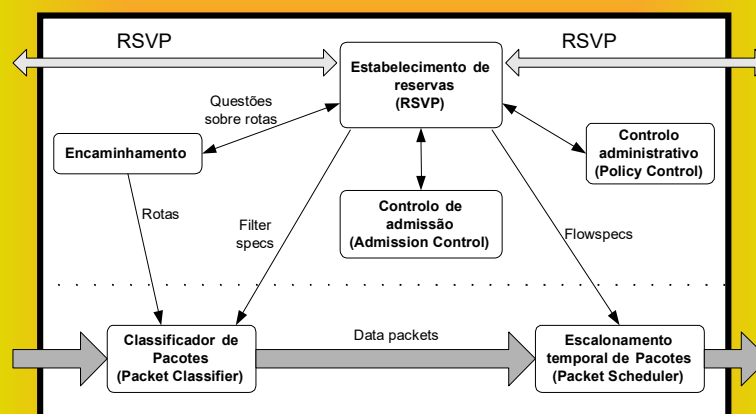 RSVP
RSVP
Estabelecimento de
reservas
(RSVP)
Questões
sobre rotas
Encaminhamento
Controlo
administrativo
(Policy Control)
Controlo de
admissão
(Admission Control)
Rotas
Filter
specs
Flowspecs
Classificador de
Pacotes
(Packet Classifier)
Data packets
Escalonamento
temporal de Pacotes
(Packet Scheduler)